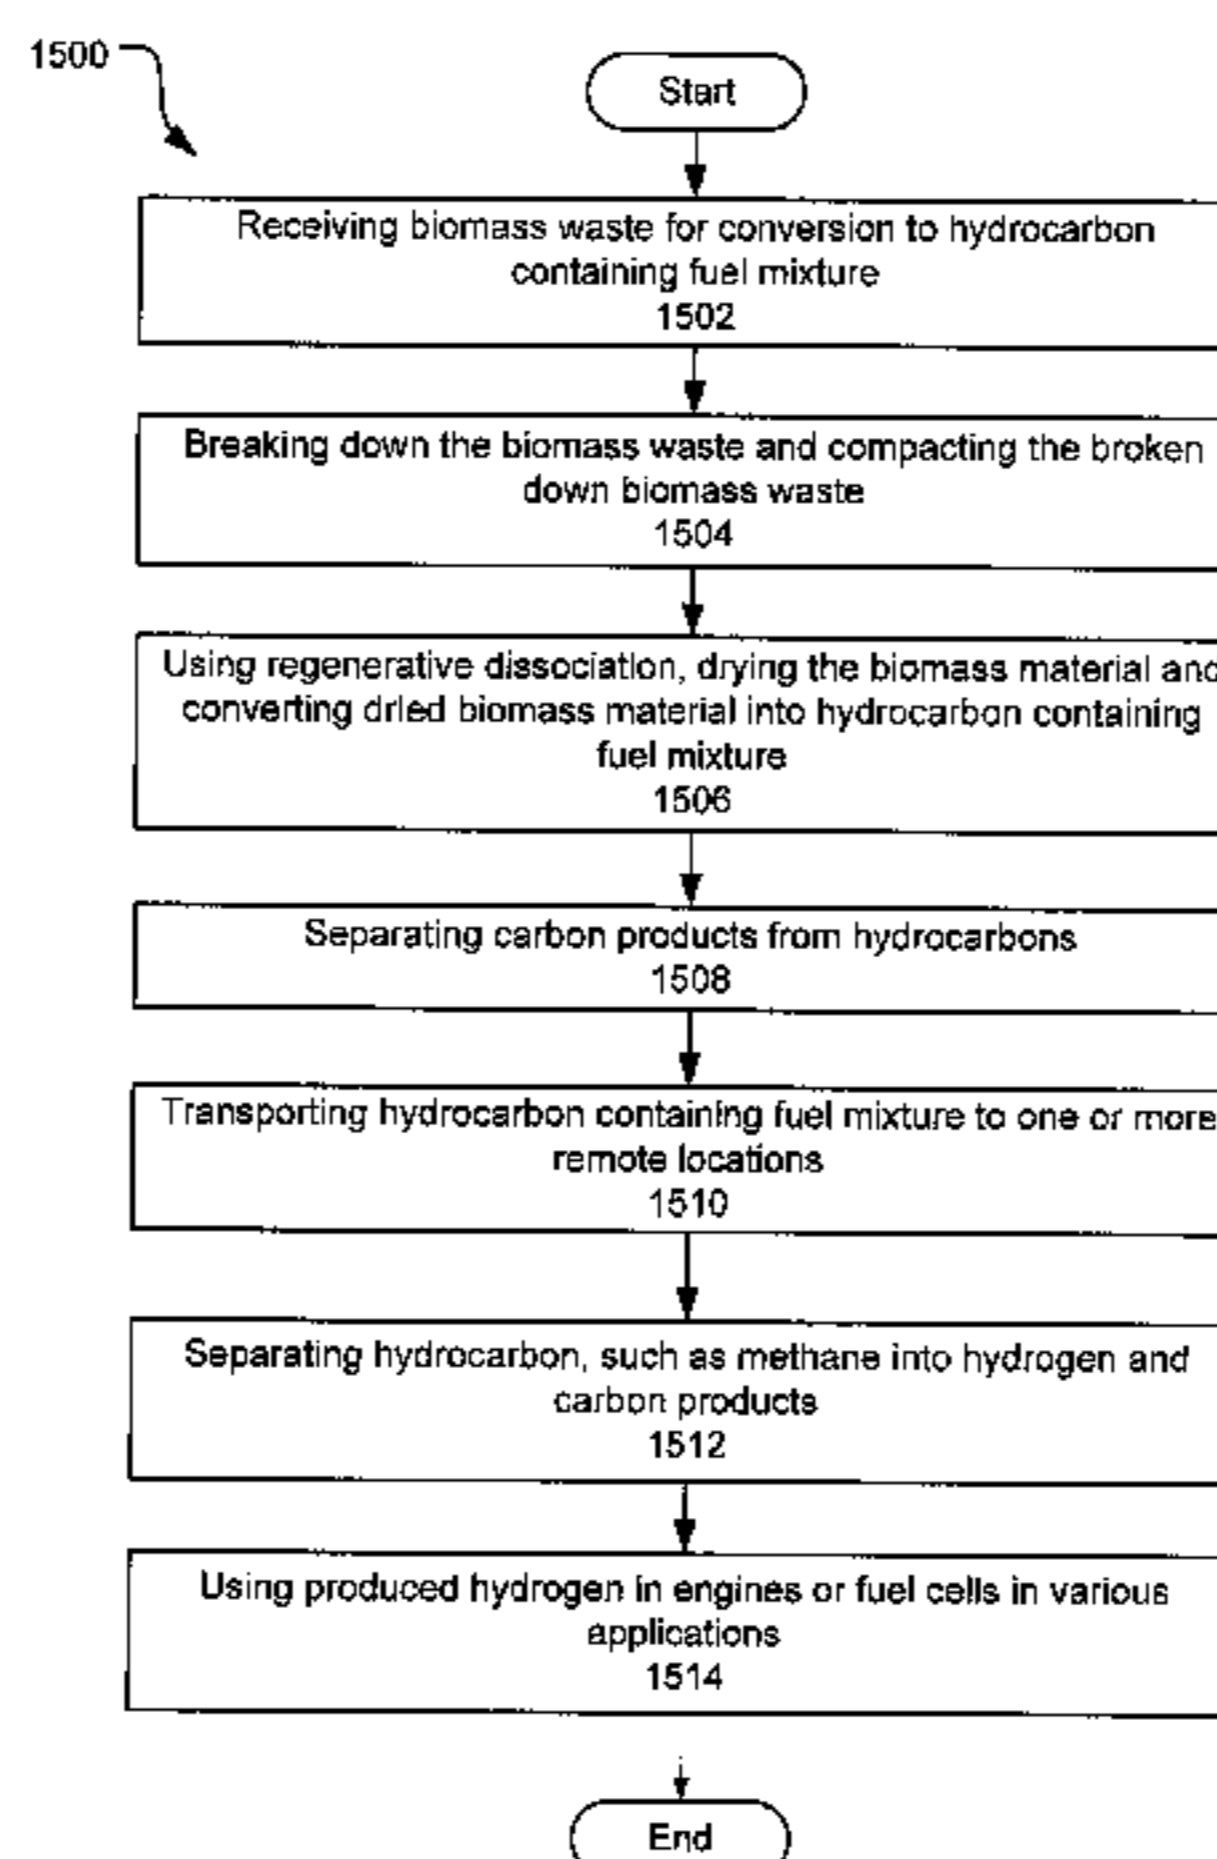 1500
Start
Receiving biomass waste for conversion to hydrocarbon
containing fuel mixture
1502
Breaking down the biomass waste and compacting the broken
down biomass waste
1504
Using regenerative dissociation, drying the biomass material and
converting dried biomass material into hydrocarbon containing
fuel mixture
1506
Separating carbon products from hydrocarbons
1508
Transporting hydrocarbon containing fuel mixture to one or more
remote locations
1510
Separating hydrocarbon, such as methane into hydrogen and
carbon products
1512
Using produced hydrogen in engines or fuel cells in various
applications
1514
End